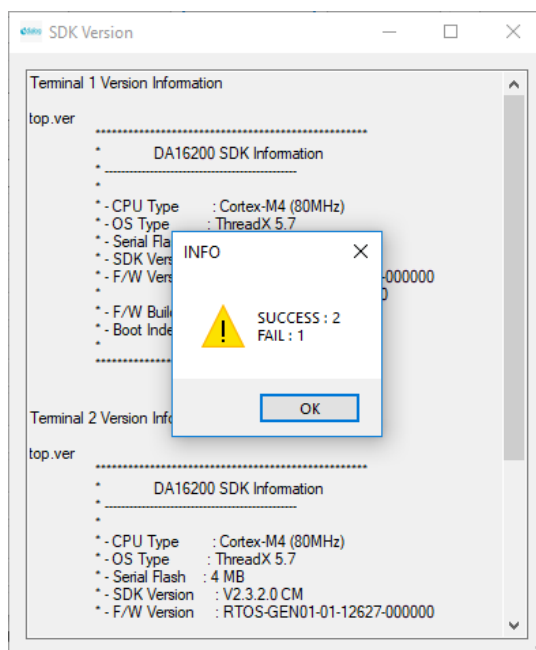 SDK Version
Terminal 1 Version Information
top.ver
**************************************************
* DA16200 SDK Information
* ------------------------------------------------
*
* - CPU Type : Cortex-M4 (80MHz)
* - OS Type : ThreadX 5.7
* - Serial Fla
* - SDK Vers
* - F/W Vers -000000
*
* - F/W Buil
* - Boot Inde
*
**************
INFO
SUCCESS : 2
FAIL : 1
OK
Terminal 2 Version Info
top.ver
**************************************************
* DA16200 SDK Information
* ------------------------------------------------
*
* - CPU Type : Cortex-M4 (80MHz)
* - OS Type : ThreadX 5.7
* - Serial Flash : 4 MB
* - SDK Version : V2.3.2.0 CM
* - F/W Version : RTOS-GEN01-01-12627-000000